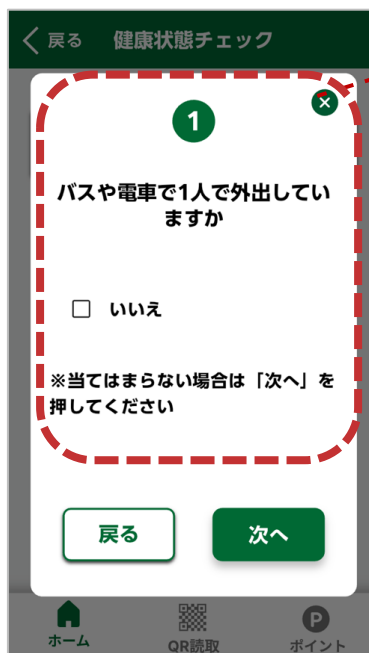 戻る 健康状態チェック
1
バスや電車で1人で外出してい
ますか
いいえ
※当てはまらない場合は「次へ」を
押してください
戻る 次へ
P
ホーム QR読取 ポイント